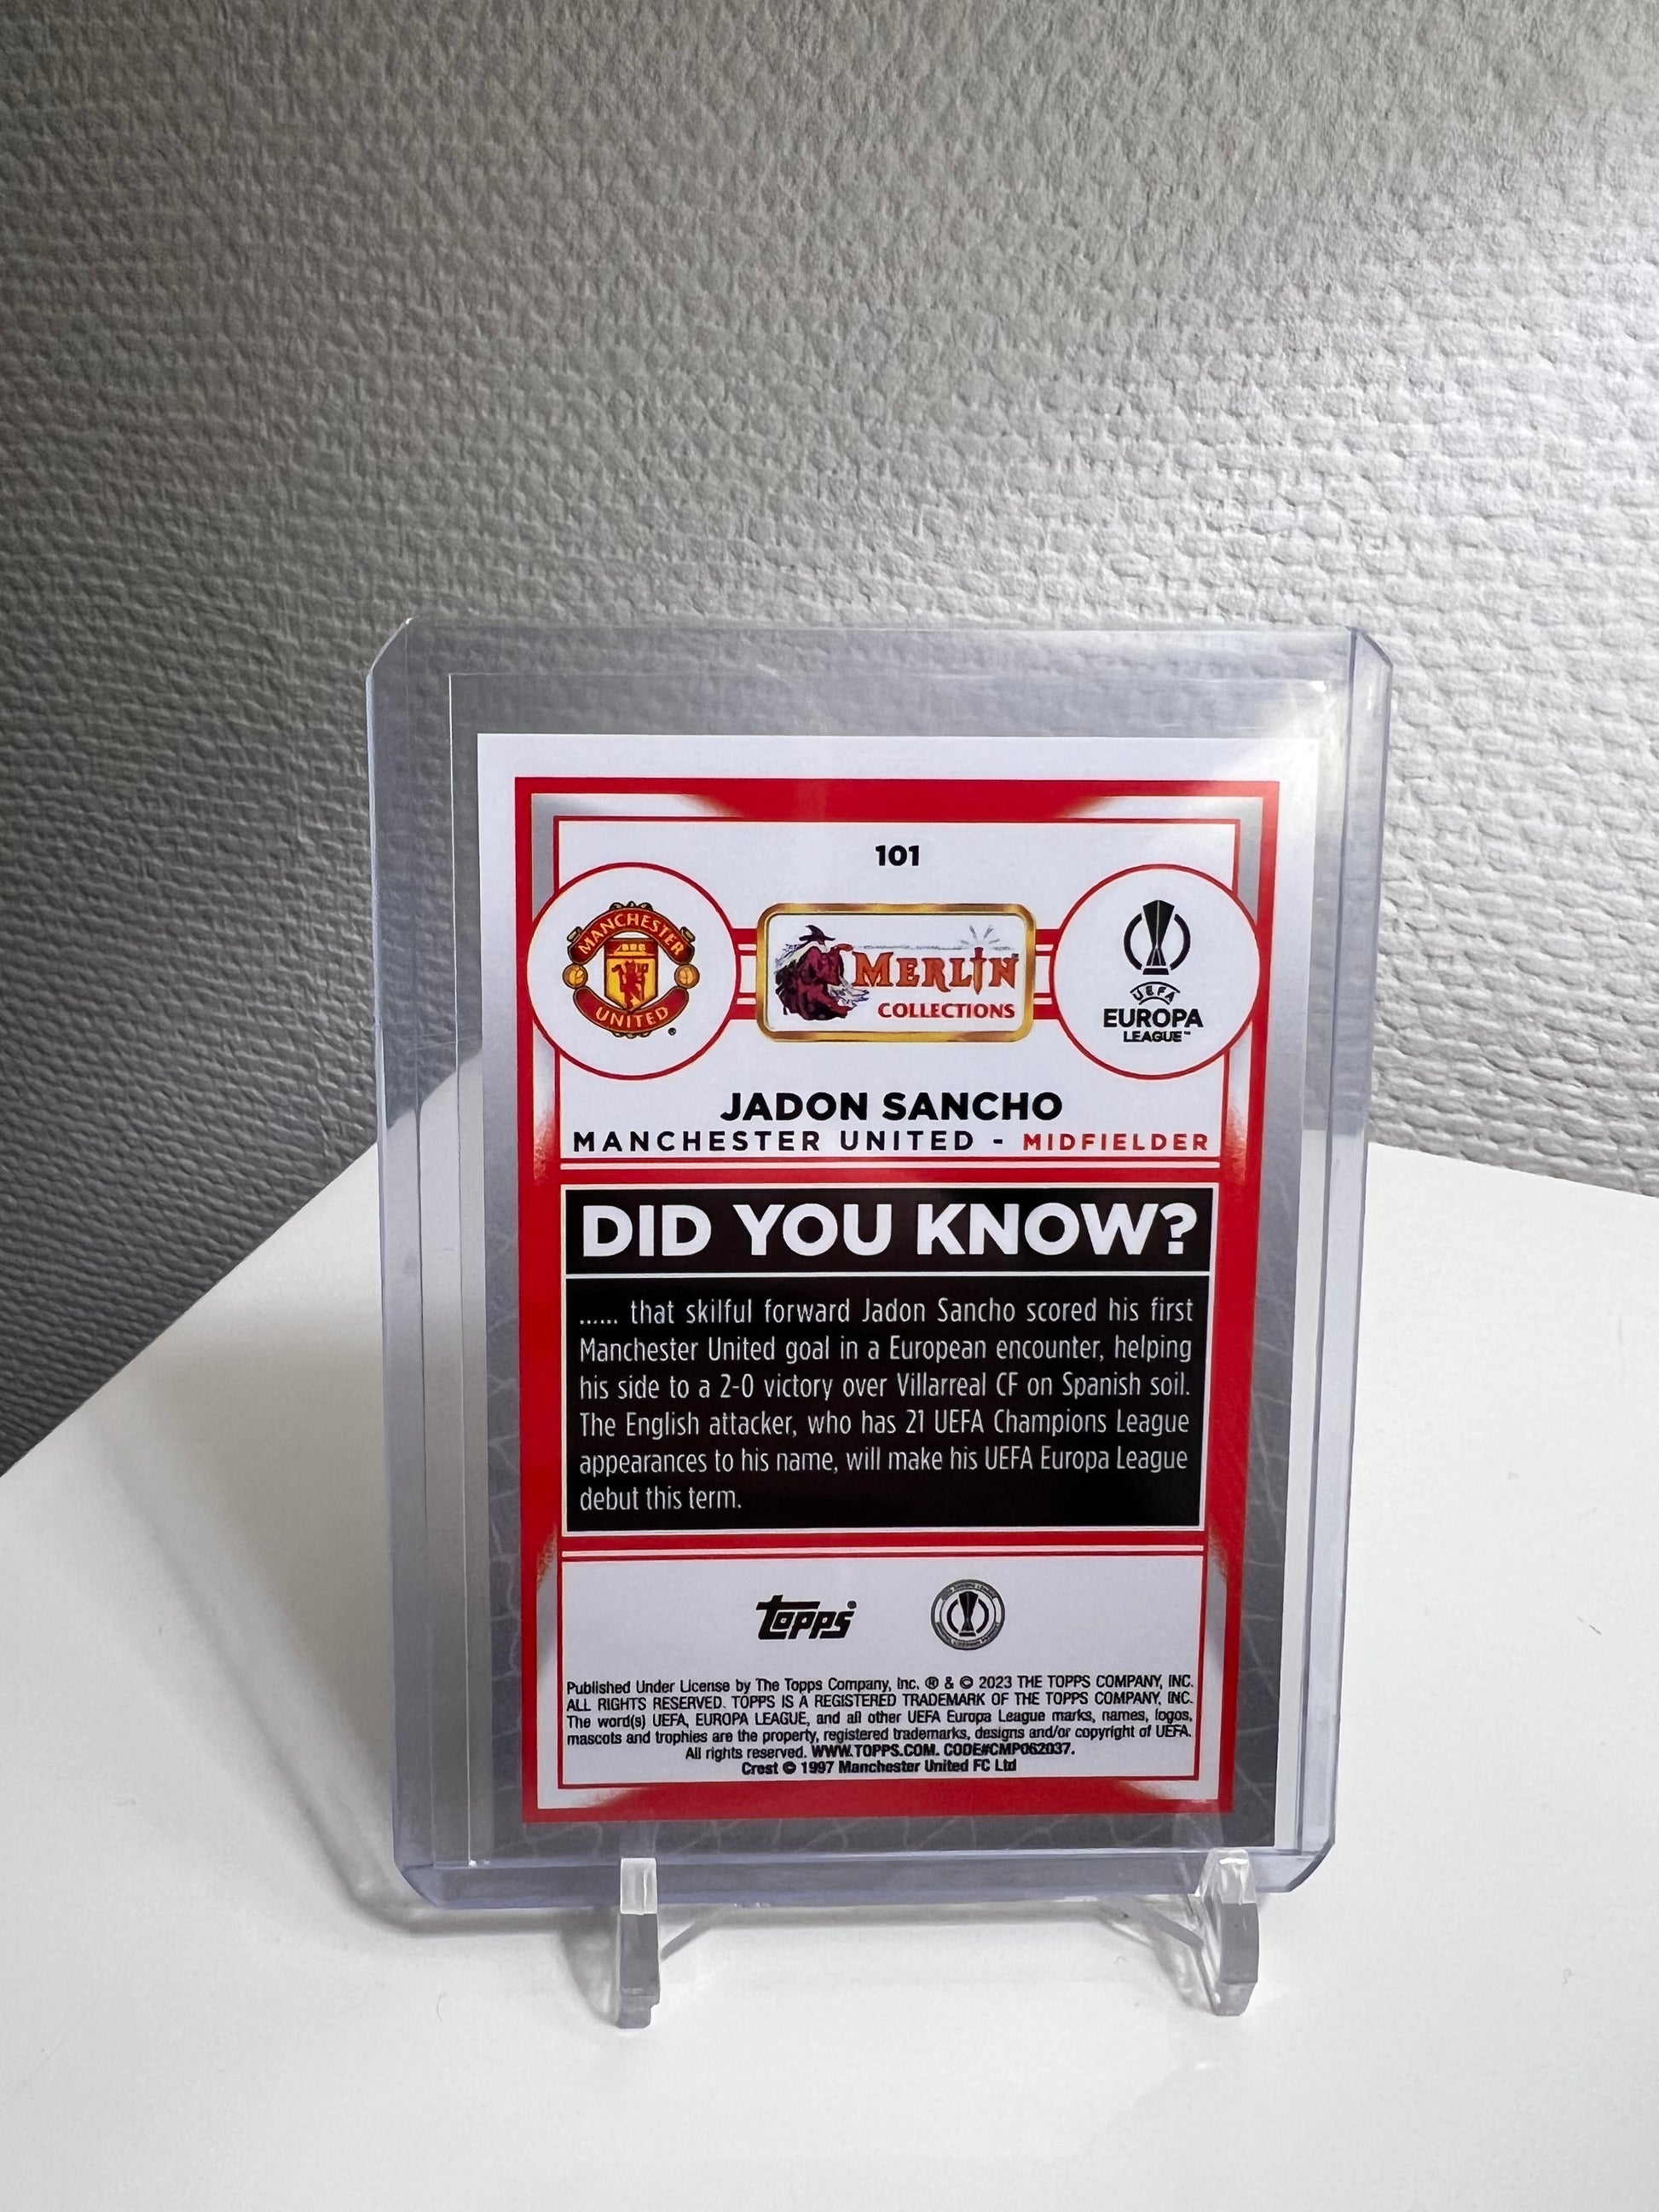 101
MANCHESTER
UNITED
MERLIN
COLLECTIONS
UEFA
EUROPA
LEAGUE™
JADON SANCHO
MANCHESTER UNITED - MIDFIELDER
DID YOU KNOW?
...... that skilful forward Jadon Sancho scored his first
Manchester United goal in a European encounter, helping
his side to a 2-0 victory over Villarreal CF on Spanish soil.
The English attacker, who has 21 UEFA Champions League
appearances to his name, will make his UEFA Europa League
debut this term.
topps®
Published Under License by The Topps Company, Inc. ® & © 2023 THE TOPPS COMPANY, INC.
ALL RIGHTS RESERVED. TOPPS IS A REGISTERED TRADEMARK OF THE TOPPS COMPANY, INC.
The word(s) UEFA, EUROPA LEAGUE, and all other UEFA Europa League marks, names, logos,
mascots and trophies are the property, registered trademarks, designs and/or copyright of UEFA.
All rights reserved. WWW.TOPPS.COM. CODE#CMP062037.
Crest © 1997 Manchester United FC Ltd